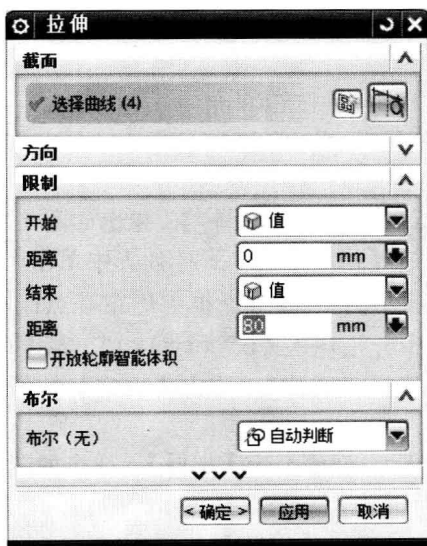 拉伸
截面
选择曲线 (4)
方向
限制
开始 值
距离 0 mm
结束 值
距离 80 mm
开放轮廓智能体积
布尔
布尔（无） 自动判断
< 确定 > 应用 取消